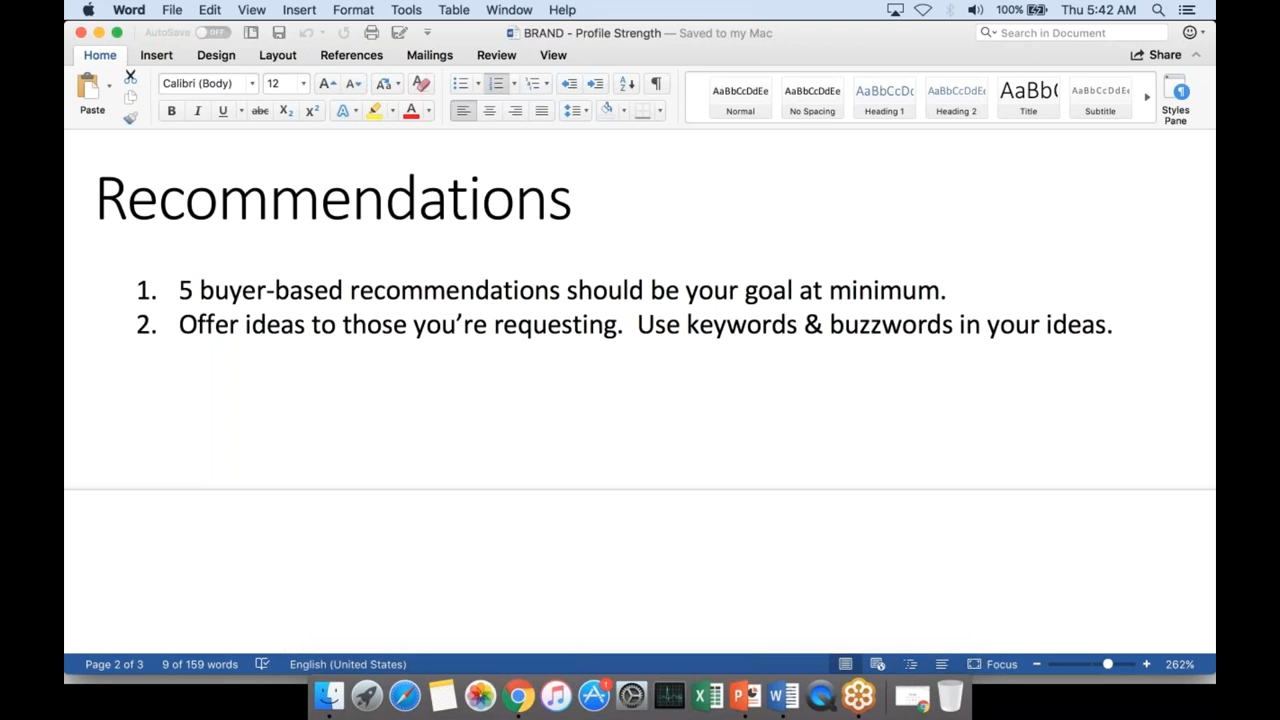 Word File Edit View Insert Format Tools Table Window Help 100% Thu 5:42 AM
AutoSave OFF BRAND - Profile Strength — Saved to my Mac Search in Document
Home Insert Design Layout References Mailings Review View Share
Calibri (Body) 12
Paste
AaBbCcDdEe AaBbCcDdEe AaBbCcDc AaBbCcDdEe AaBb( AaBbCcDdEe
Normal No Spacing Heading 1 Heading 2 Title Subtitle Styles Pane
Recommendations
1. 5 buyer-based recommendations should be your goal at minimum.
2. Offer ideas to those you’re requesting. Use keywords & buzzwords in your ideas.
Page 2 of 3 9 of 159 words English (United States) Focus 262%